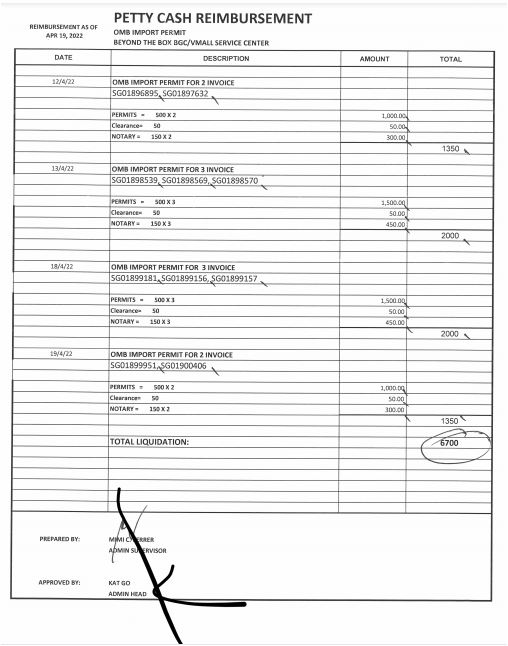 PETTY CASH REIMBURSEMENT
REIMBURSEMENT AS OF
APR 19, 2022
OMB IMPORT PERMIT
BEYOND THE BOX BGC/VMALL SERVICE CENTER
DATE DESCRIPTION AMOUNT TOTAL
12/4/22 OMB IMPORT PERMIT FOR 2 INVOICE
SG01896895, SG01897632
PERMITS = 500 X 2 1,000.00
Clearance= 50 50.00
NOTARY = 150 X 2 300.00
1350
13/4/22 OMB IMPORT PERMIT FOR 3 INVOICE
SG01898539, SG01898569, SG01898570
PERMITS = 500 X 3 1,500.00
Clearance= 50 50.00
NOTARY = 150 X 3 450.00
2000
18/4/22 OMB IMPORT PERMIT FOR 3 INVOICE
SG01899181, SG01899156, SG01899157
PERMITS = 500 X 3 1,500.00
Clearance= 50 50.00
NOTARY = 150 X 3 450.00
2000
19/4/22 OMB IMPORT PERMIT FOR 2 INVOICE
SG01899951, SG01900406
PERMITS = 500 X 2 1,000.00
Clearance= 50 50.00
NOTARY = 150 X 2 300.00
1350
TOTAL LIQUIDATION: 6700
PREPARED BY: MIMI
ADMIN SUPERVISOR
APPROVED BY: KAT GO
ADMIN HEAD